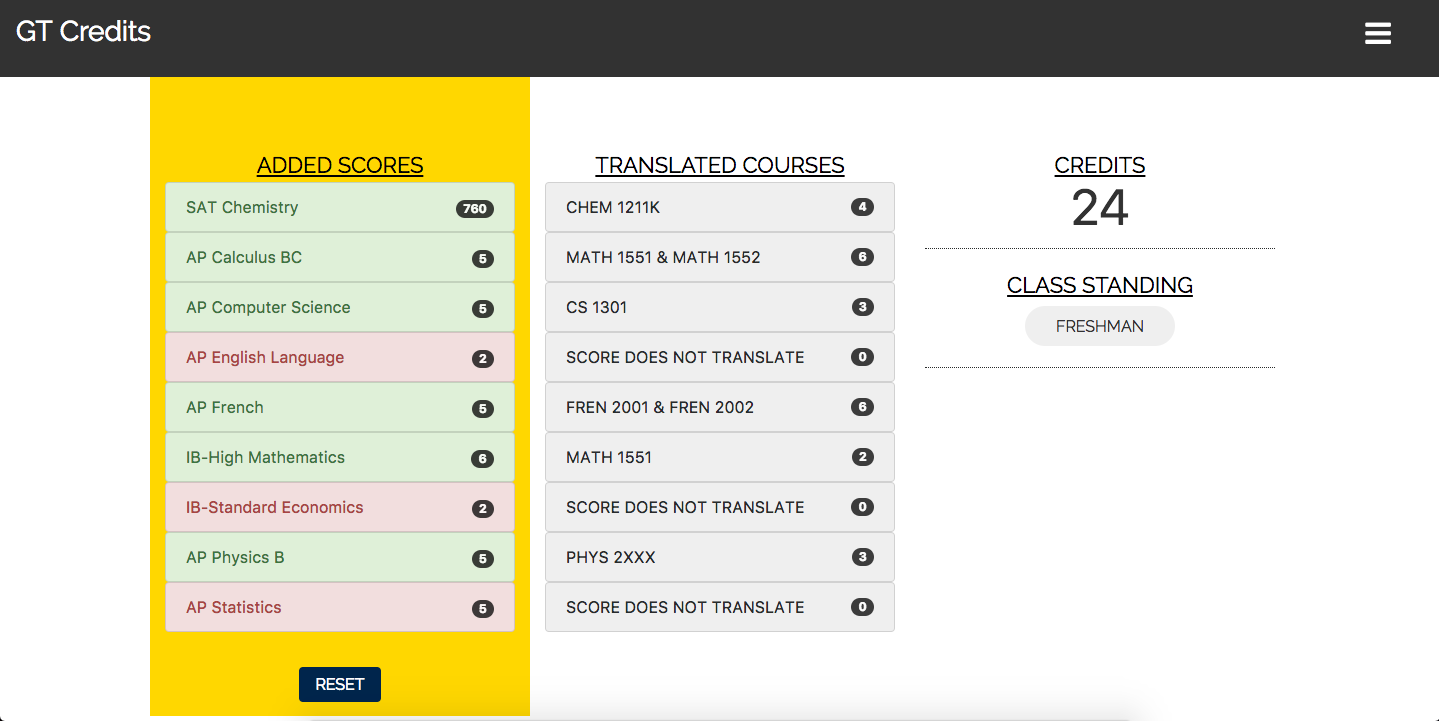 GT Credits
ADDED SCORES
SAT Chemistry 760
AP Calculus BC 5
AP Computer Science 5
AP English Language 2
AP French 5
IB-High Mathematics 6
IB-Standard Economics 2
AP Physics B 5
AP Statistics 5
RESET
TRANSLATED COURSES
CHEM 1211K 4
MATH 1551 & MATH 1552 6
CS 1301 3
SCORE DOES NOT TRANSLATE 0
FREN 2001 & FREN 2002 6
MATH 1551 2
SCORE DOES NOT TRANSLATE 0
PHYS 2XXX 3
SCORE DOES NOT TRANSLATE 0
CREDITS
24
CLASS STANDING
FRESHMAN